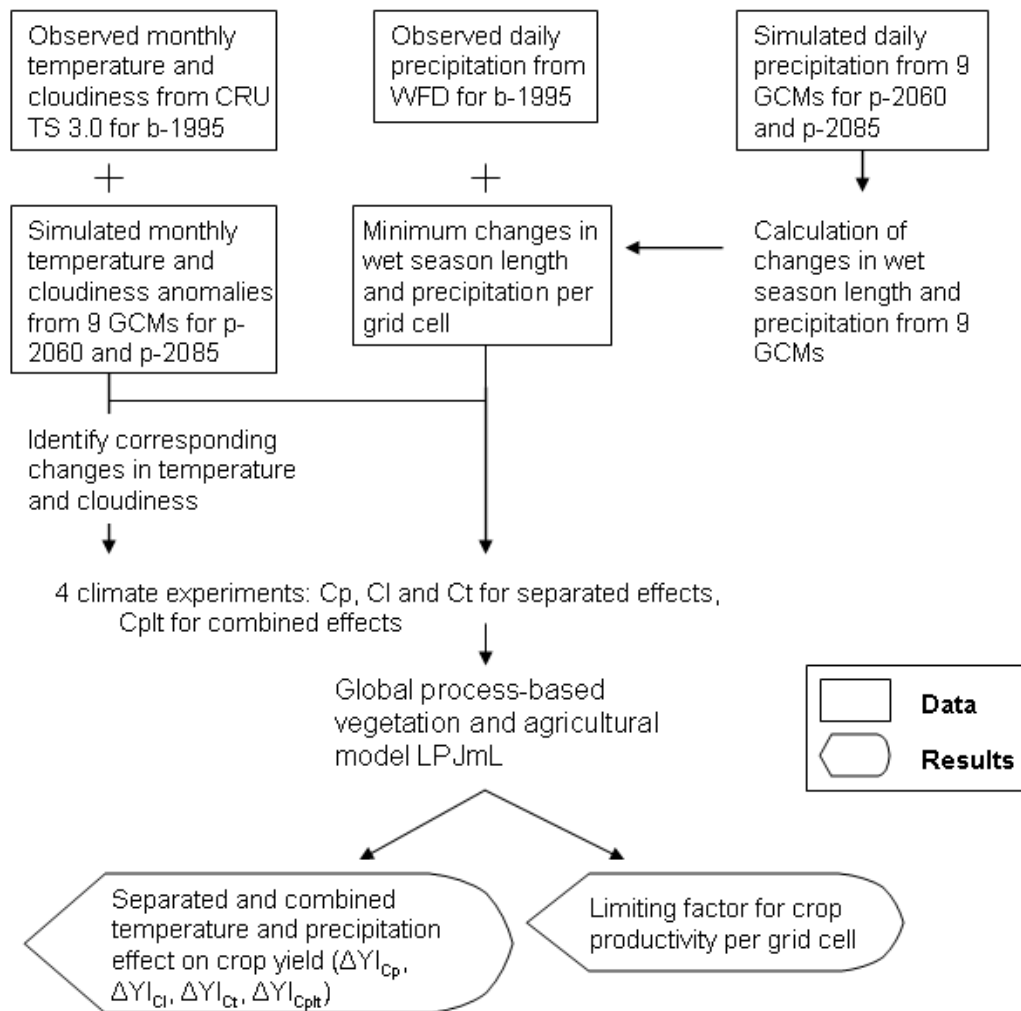 Observed monthly
temperature and
cloudiness from CRU
TS 3.0 for b-1995
+
Observed daily
precipitation from
WFD for b-1995
+
Simulated daily
precipitation from 9
GCMs for p-2060
and p-2085
Simulated monthly
temperature and
cloudiness anomalies
from 9 GCMs for p-
2060 and p-2085
Minimum changes in
wet season length
and precipitation per
grid cell
Calculation of
changes in wet
season length and
precipitation from 9
GCMs
Identify corresponding
changes in temperature
and cloudiness
4 climate experiments: Cp, Cl and Ct for separated effects,
Cplt for combined effects
Global process-based
vegetation and agricultural
model LPJmL
Data
Results
Separated and combined
temperature and precipitation
effect on crop yield (ΔYl_Cp,
ΔYl_Cl, ΔYl_Ct, ΔYl_Cplt)
Limiting factor for crop
productivity per grid cell